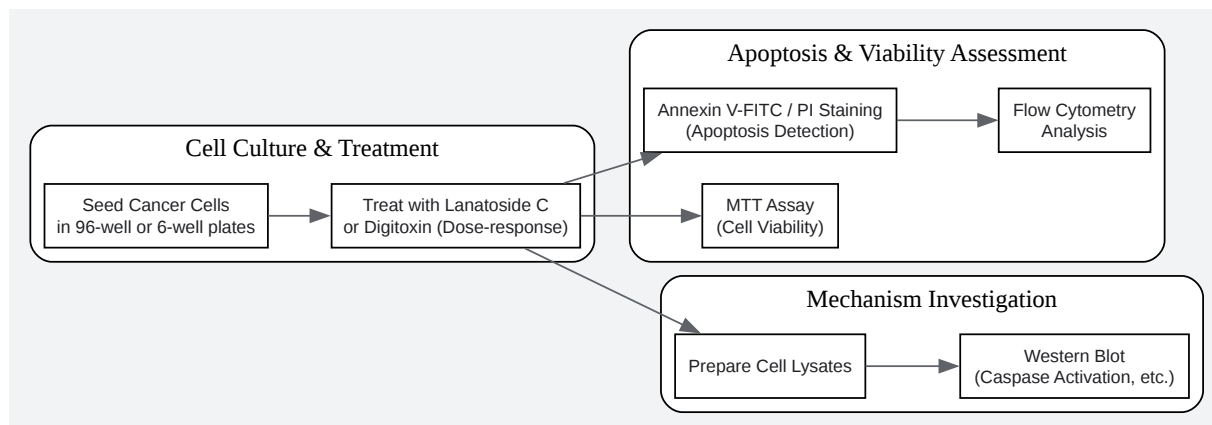 Cell Culture & Treatment
Seed Cancer Cells
in 96-well or 6-well plates
Treat with Lanatoside C
or Digitoxin (Dose-response)
Apoptosis & Viability Assessment
Annexin V-FITC / PI Staining
(Apoptosis Detection)
Flow Cytometry
Analysis
MTT Assay
(Cell Viability)
Mechanism Investigation
Prepare Cell Lysates
Western Blot
(Caspase Activation, etc.)